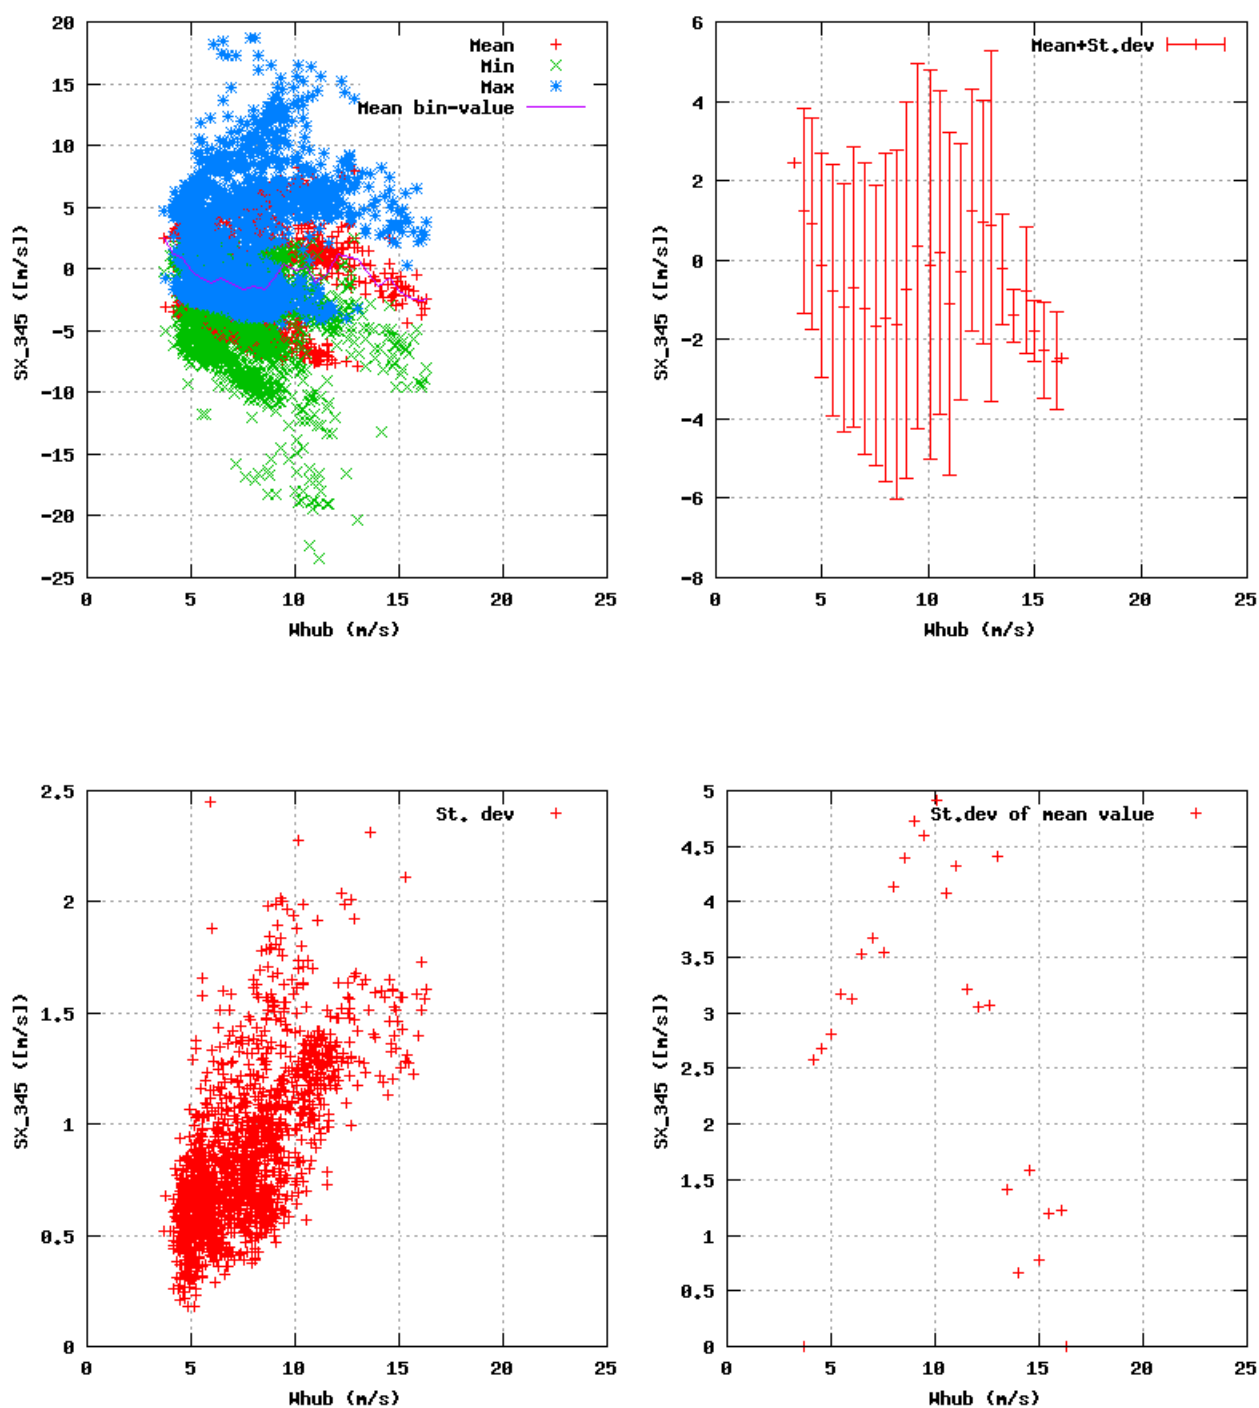 20
15
10
5
0
-5
-10
-15
-20
-25
0 5 10 15 20 25
SX_345 ([m/s])
Whub (m/s)
Mean
Min
Max
Mean bin-value
6
4
2
0
-2
-4
-6
-8
0 5 10 15 20 25
SX_345 ([m/s])
Whub (m/s)
Mean+St.dev
2.5
2
1.5
1
0.5
0
0 5 10 15 20 25
SX_345 ([m/s])
Whub (m/s)
St. dev
5
4.5
4
3.5
3
2.5
2
1.5
1
0.5
0
0 5 10 15 20 25
SX_345 ([m/s])
Whub (m/s)
St.dev of mean value